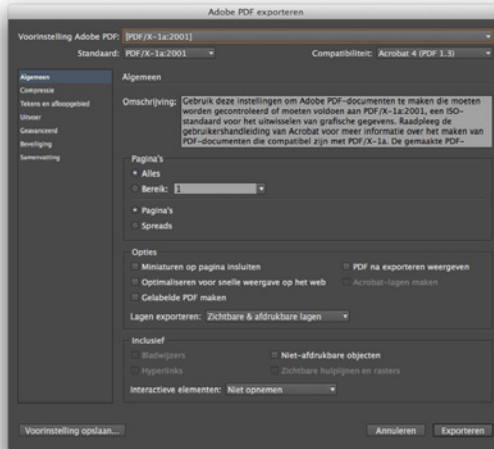 Adobe PDF exporteren
Voorinstelling Adobe PDF: [PDF/X-1a:2001]
Standaard: PDF/X-1a:2001 Compatibiliteit: Acrobat 4 (PDF 1.3)
Algemeen
Compressie
Tekens en afloopgebied
Uitvoer
Geavanceerd
Beveiliging
Samenvatting
Algemeen
Omschrijving: Gebruik deze instellingen om Adobe PDF-documenten te maken die moeten
worden gecontroleerd of moeten voldoen aan PDF/X-1a:2001, een ISO-
standaard voor het uitwisselen van grafische gegevens. Raadpleeg de
gebruikershandleiding van Acrobat voor meer informatie over het maken van
PDF-documenten die compatibel zijn met PDF/X-1a. De gemaakte PDF-
Pagina's
Alles
Bereik: 1
Pagina's
Spreads
Opties
Miniaturen op pagina insluiten PDF na exporteren weergeven
Optimaliseren voor snelle weergave op het web Acrobat-lagen maken
Gelabelde PDF maken
Lagen exporteren: Zichtbare & afdrukbare lagen
Inclusief
Bladwijzers Niet-afdrukbare objecten
Hyperlinks Zichtbare hulplijnen en rasters
Interactieve elementen: Niet opnemen
Voorinstelling opslaan... Annuleren Exporteren